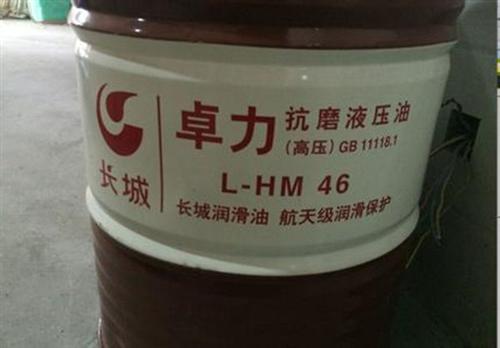 长城
卓力
抗磨液压油
(高压) GB 11118.1
L-HM 46
长城润滑油 航天级润滑保护